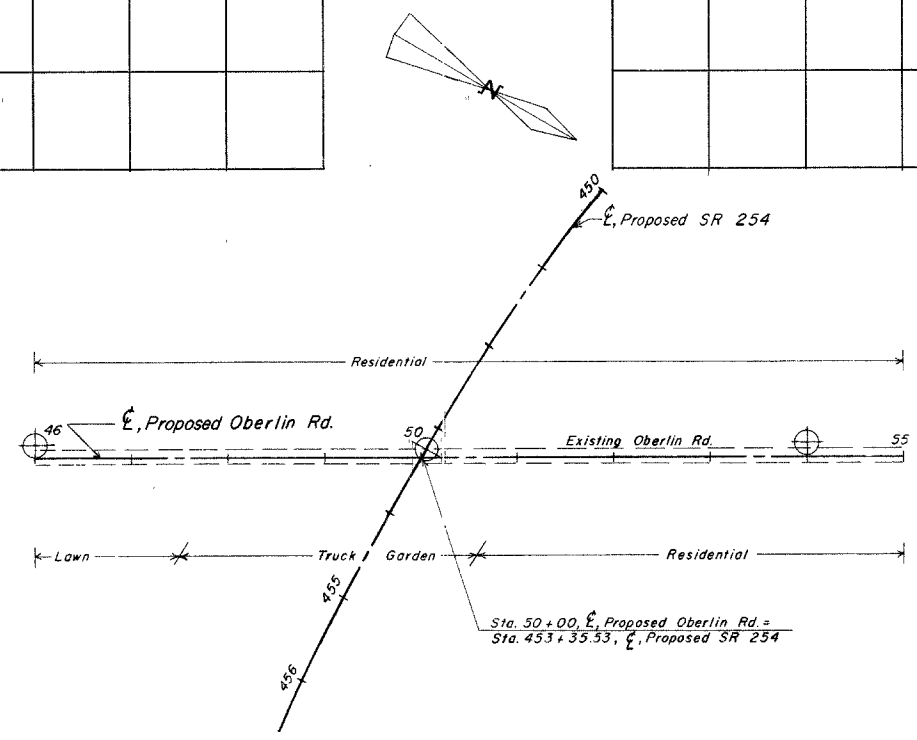 N
450
℄, Proposed SR 254
Residential
46
℄, Proposed Oberlin Rd.
50
Existing Oberlin Rd.
55
Lawn
Truck Garden
Residential
455
Sta. 50+00, ℄, Proposed Oberlin Rd. =
Sta. 453+35.53, ℄, Proposed SR 254
456